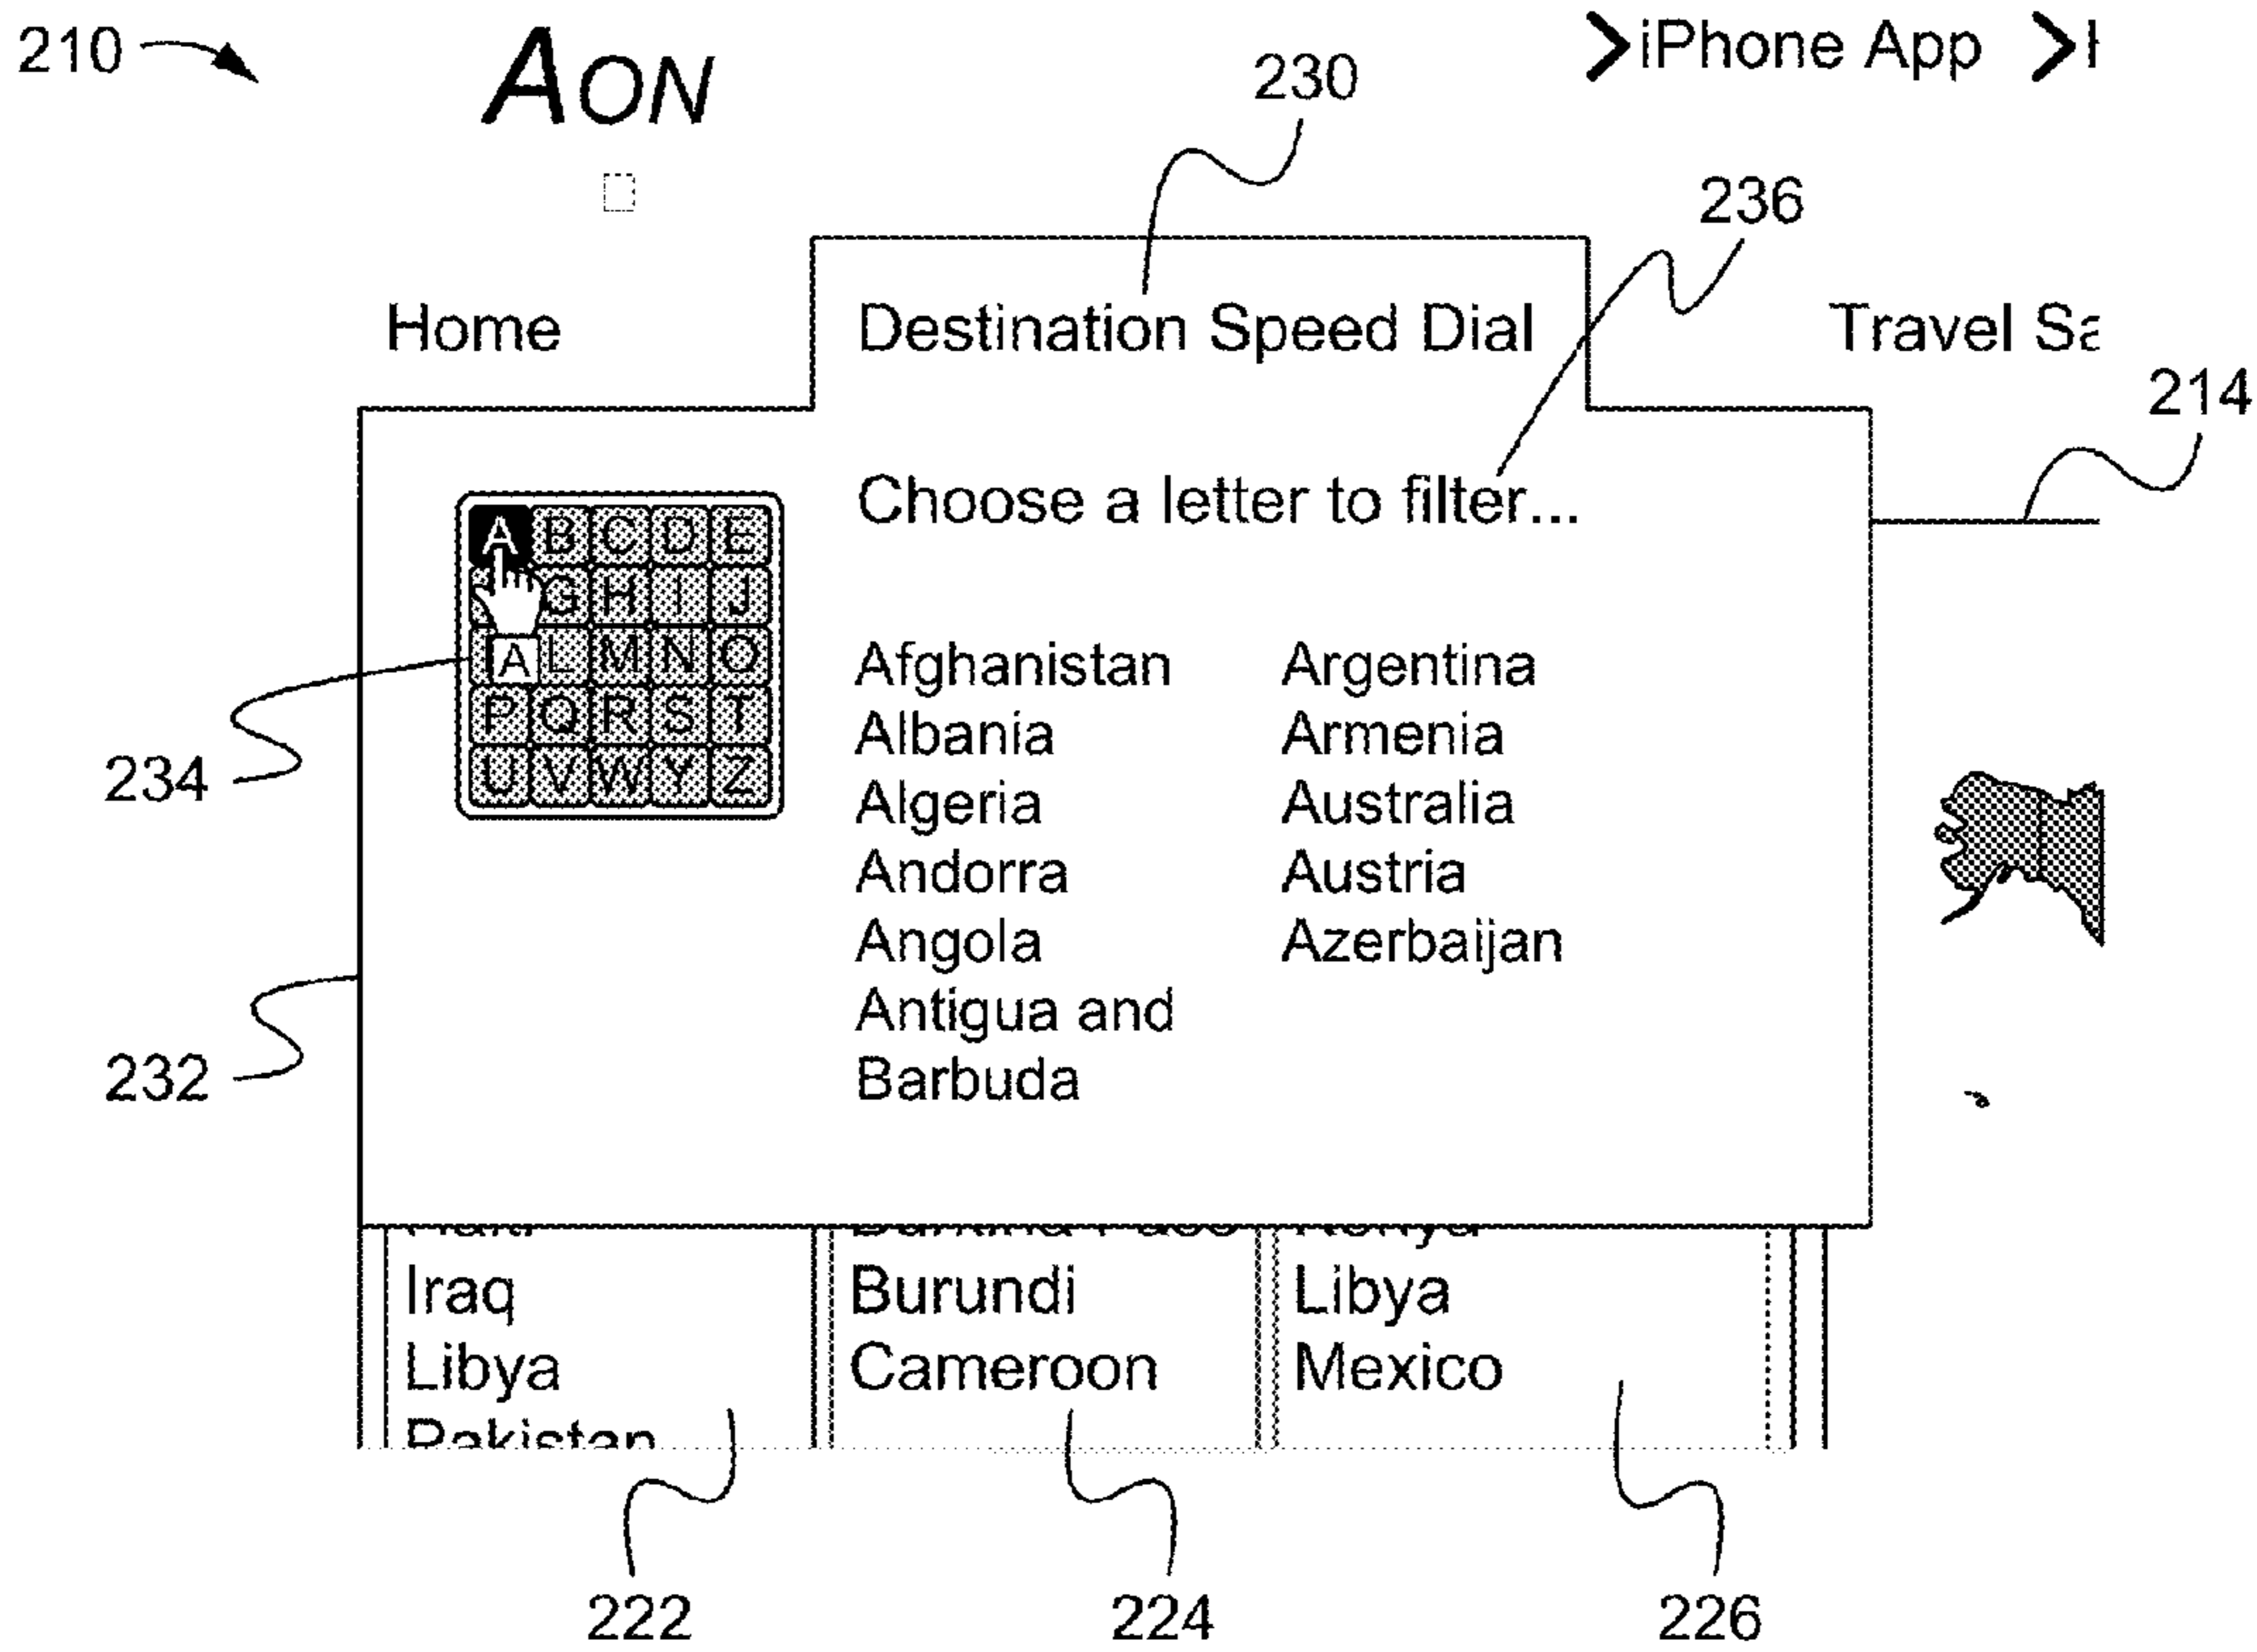 210
AON
>iPhone App
230
236
Home
Destination Speed Dial
Travel
214
Choose a letter to filter...
A B C D E
G H I J
A L M N O
P Q R S T
U V W Y Z
Afghanistan Argentina
Albania Armenia
Algeria Australia
Andorra Austria
Angola Azerbaijan
Antigua and
Barbuda
234
232
Iraq Burundi Libya
Libya Cameroon Mexico
Pakistan
222 224 226